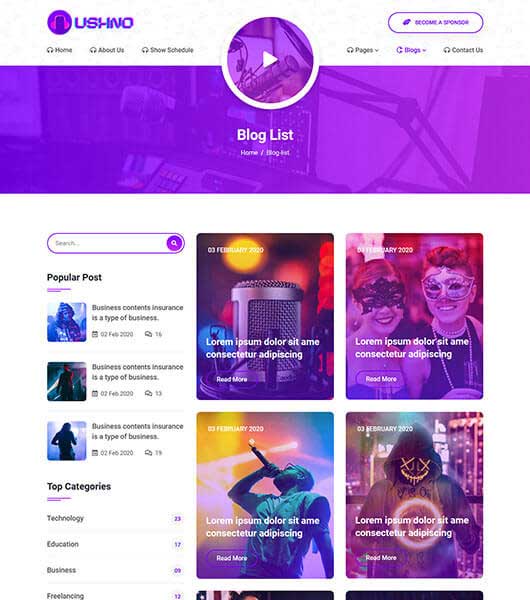 USHNO
BECOME A SPONSOR
Home About Us Show Schedule Pages Blogs Contact Us
Blog List
Home / Blog-list
Search...
Popular Post
Business contents insurance
is a type of business.
02 Feb 2020 16
Business contents insurance
is a type of business.
02 Feb 2020 13
Business contents insurance
is a type of business.
02 Feb 2020 19
Top Categories
Technology 23
Education 17
Business 09
Freelancing 12
03 FEBRUARY 2020
Lorem ipsum dolor sit ame
consectetur adipiscing
Read More
03 FEBRUARY 2020
Lorem ipsum dolor sit ame
consectetur adipiscing
Read More
03 FEBRUARY 2020
Lorem ipsum dolor sit ame
consectetur adipiscing
Read More
03 FEBRUARY 2020
Lorem ipsum dolor sit ame
consectetur adipiscing
Read More